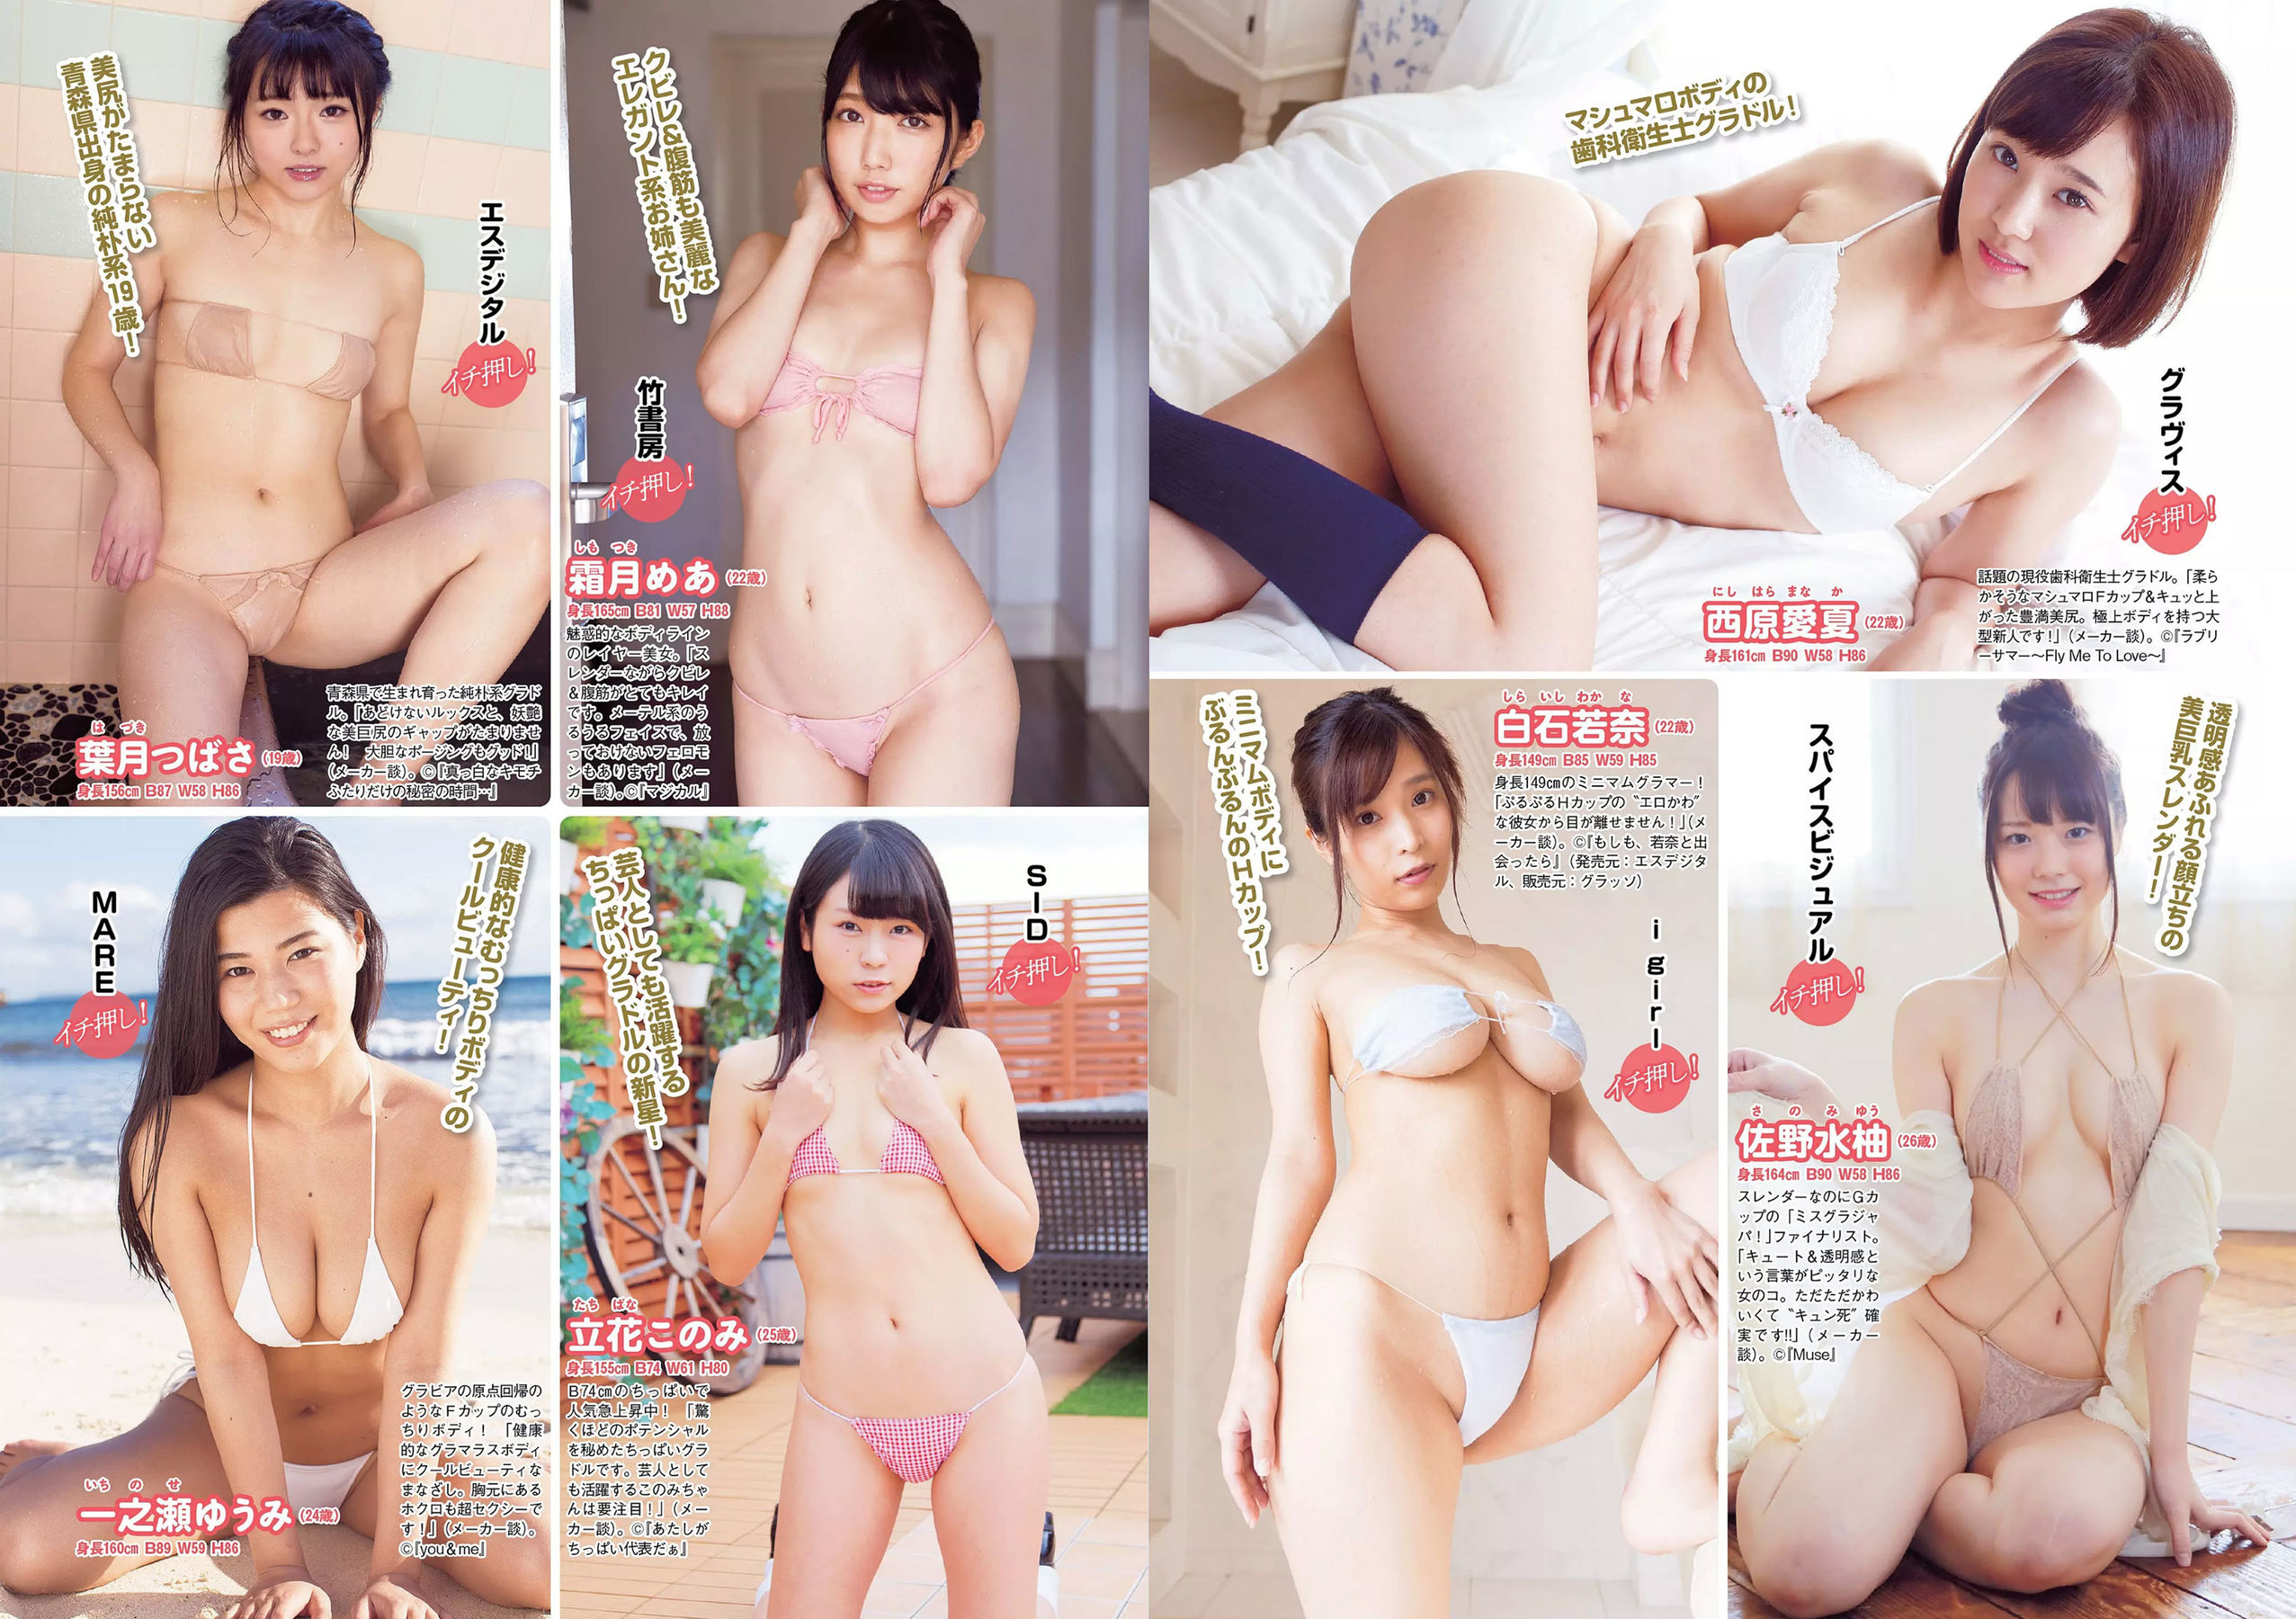 美尻がたまらない
青森県出身の純朴系19歳!
エスデジタル
イチ押し!
はづき
葉月つばさ(19歳)
身長156cm B87 W58 H86
青森県で生まれ育った純朴系グラド
ル。「あどけないルックスと、妖艶
な美巨尻のギャップがたまりませ
ん! 大胆なポージングもグッド!」
(メーカー談)。©『真っ白なキモチ
ふたりだけの秘密の時間…』
クビレ&腹筋も美麗な
エレガント系お姉さん!
竹書房
イチ押し!
しもつき
霜月めあ(22歳)
身長165cm B81 W57 H88
魅惑的なボディライン
のレイヤー美女。「ス
レンダーながらクビレ
&腹筋がとてもキレイ
です。メーテル系のう
るうるフェイスで、放
っておけないフェロモ
ンもあります」(メー
カー談)。©『マジカル』
マシュマロボディの
歯科衛生士グラドル!
グラヴィス
イチ押し!
にしはらまなか
西原愛夏(22歳)
身長161cm B90 W58 H86
話題の現役歯科衛生士グラドル。「柔ら
かそうなマシュマロFカップ&キュッと上
がった豊満美尻。極上ボディを持つ大
型新人です!」(メーカー談)。©『ラブリ
ーサマー〜Fly Me To Love〜』
健康的なむっちりボディの
クールビューティ!
MARE
イチ押し!
いちのせ
一之瀬ゆうみ(24歳)
身長160cm B89 W59 H86
グラビアの原点回帰の
ようなFカップのむっ
ちりボディ! 「健康
的なグラマラスボディ
にクールビューティな
まなざし。胸元にある
ホクロも超セクシーで
す!」(メーカー談)。
©『you&me』
芸人としても活躍する
ちっぱいグラドルの新星!
SID
イチ押し!
たちばな
立花このみ(25歳)
身長155cm B74 W61 H80
B74cmのちっぱいで
人気急上昇中! 「驚
くほどのポテンシャル
を秘めたちっぱいグラ
ドルです。芸人として
も活躍するこのみちゃ
んは要注目!」(メー
カー談)。©『あたしが
ちっぱい代表だぁ』
ミニマムボディに
ぶるんぶるんのHカップ!
しらいしわかな
白石若奈(22歳)
身長149cm B85 W59 H85
身長149cmのミニマムグラマー!
「ぷるぷるHカップの〝エロかわ〟
な彼女から目が離せません!」(メ
ーカー談)。©『もしも、若奈と出
会ったら』(発売元:エスデジタ
ル、販売元:グラッソ)
i girl
イチ押し!
透明感あふれる顔立ちの
美巨乳スレンダー!
スパイスビジュアル
イチ押し!
さのみゆう
佐野水柚(26歳)
身長164cm B90 W58 H86
スレンダーなのにGカ
ップの「ミスグラジャ
パ!」ファイナリスト。
「キュート&透明感と
いう言葉がピッタリな
女のコ。ただただかわ
いくて〝キュン死〟確
実です!!」(メーカー
談)。©『Muse』